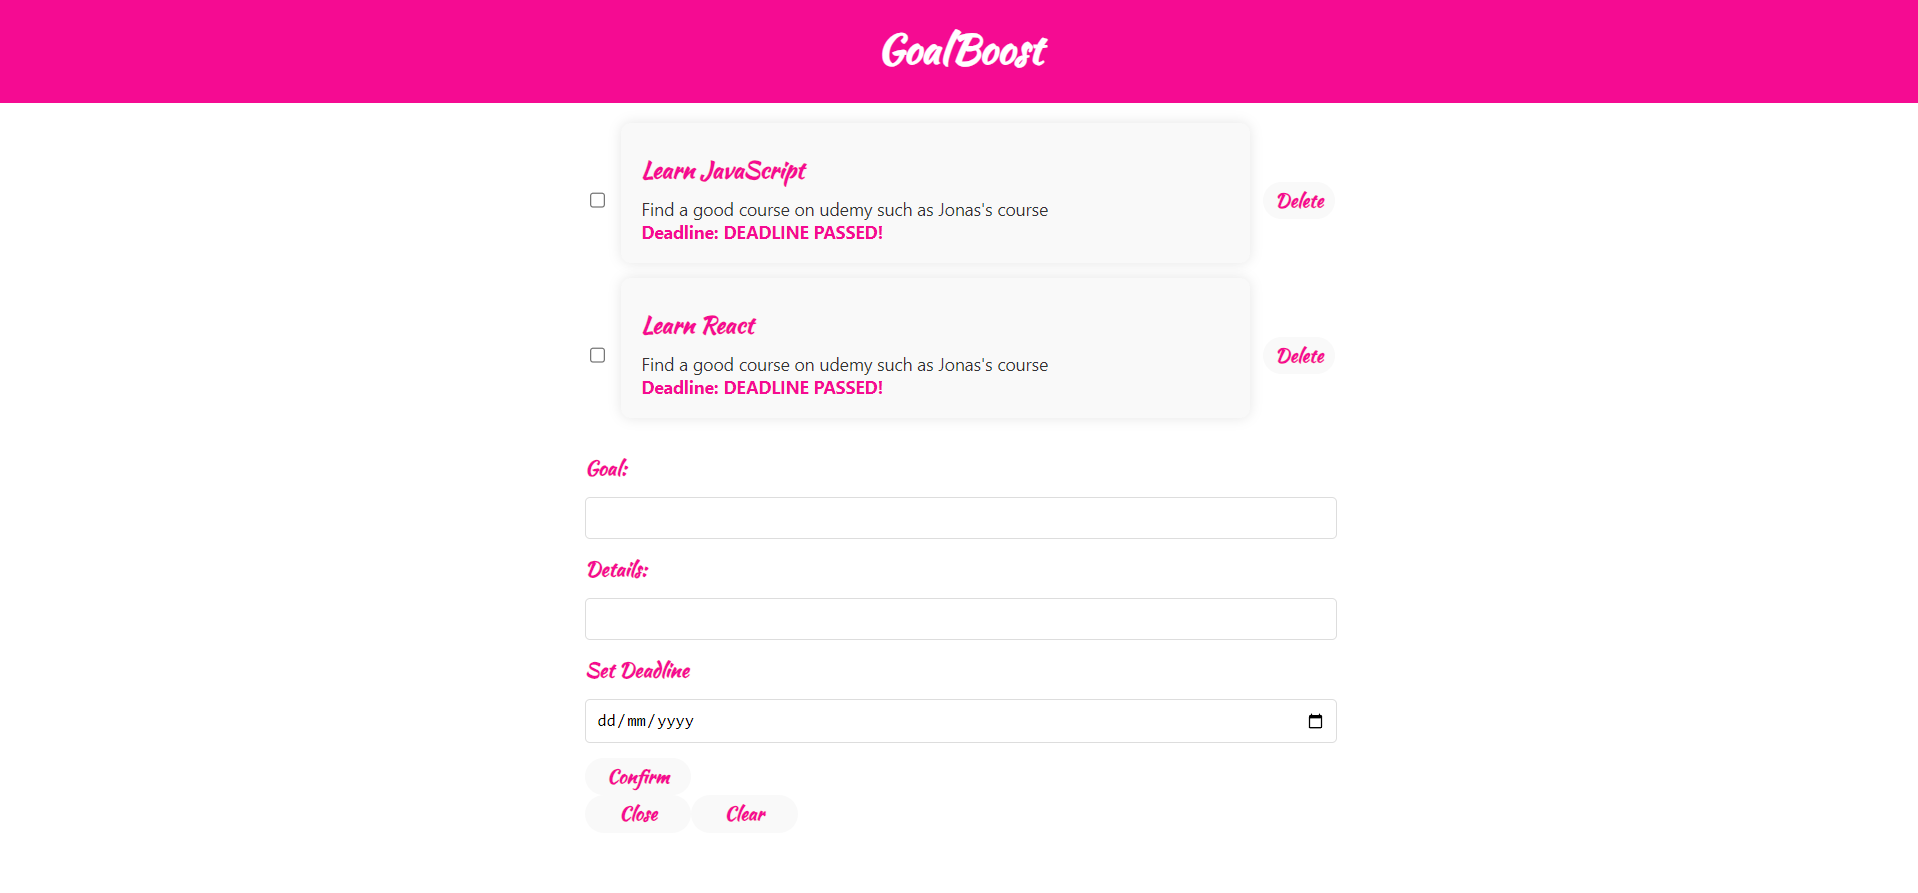 GoalBoost
Learn JavaScript
Find a good course on udemy such as Jonas's course
Deadline: DEADLINE PASSED!
Delete
Learn React
Find a good course on udemy such as Jonas's course
Deadline: DEADLINE PASSED!
Delete
Goal:
Details:
Set Deadline
dd/mm/yyyy
Confirm
Close Clear